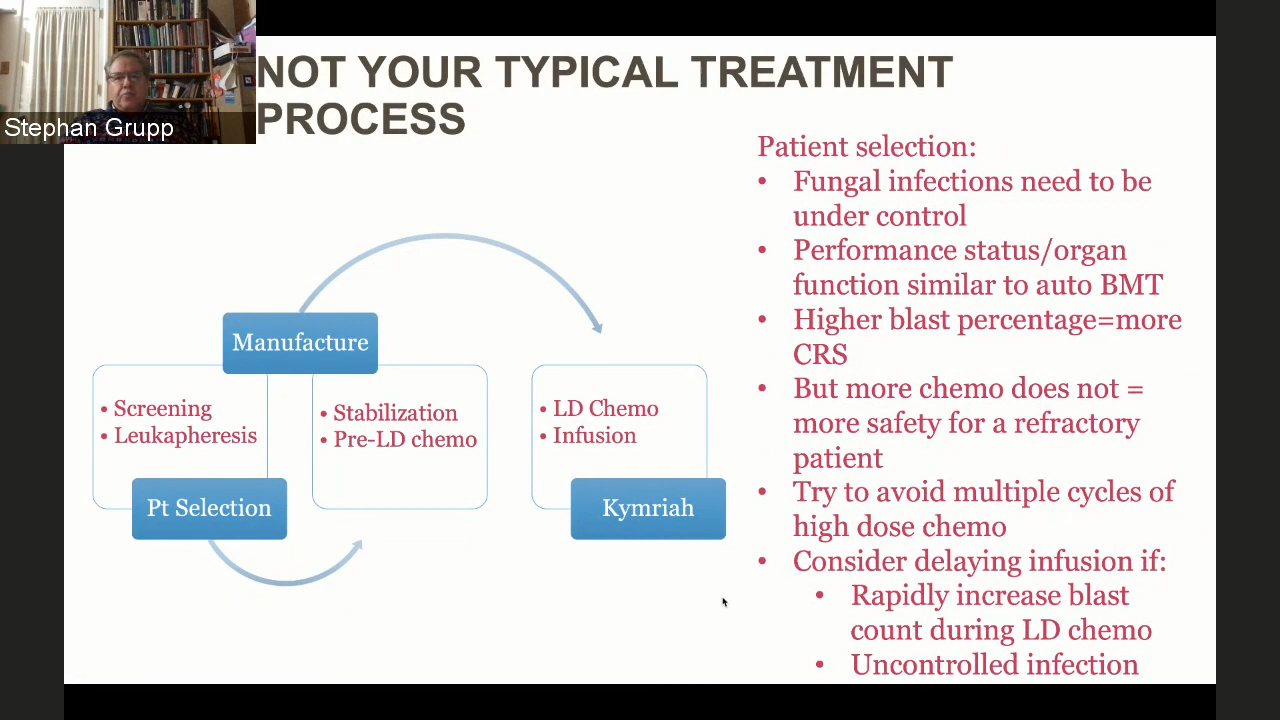 NOT YOUR TYPICAL TREATMENT
PROCESS
Stephan Grupp
Manufacture
• Screening
• Leukapheresis
Pt Selection
• Stabilization
• Pre-LD chemo
• LD Chemo
• Infusion
Kymriah
Patient selection:
• Fungal infections need to be
under control
• Performance status/organ
function similar to auto BMT
• Higher blast percentage=more
CRS
• But more chemo does not =
more safety for a refractory
patient
• Try to avoid multiple cycles of
high dose chemo
• Consider delaying infusion if:
• Rapidly increase blast
count during LD chemo
• Uncontrolled infection